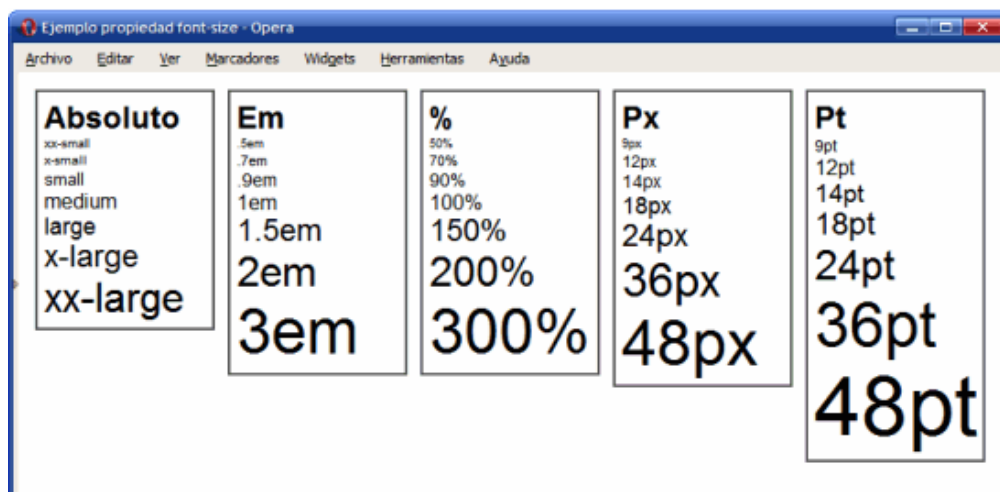 Ejemplo propiedad font-size - Opera
Archivo Editar Ver Marcadores Widgets Herramientas Ayuda
Absoluto
xx-small
x-small
small
medium
large
x-large
xx-large
Em
.5em
.7em
.9em
1em
1.5em
2em
3em
%
50%
70%
90%
100%
150%
200%
300%
Px
9px
12px
14px
18px
24px
36px
48px
Pt
9pt
12pt
14pt
18pt
24pt
36pt
48pt